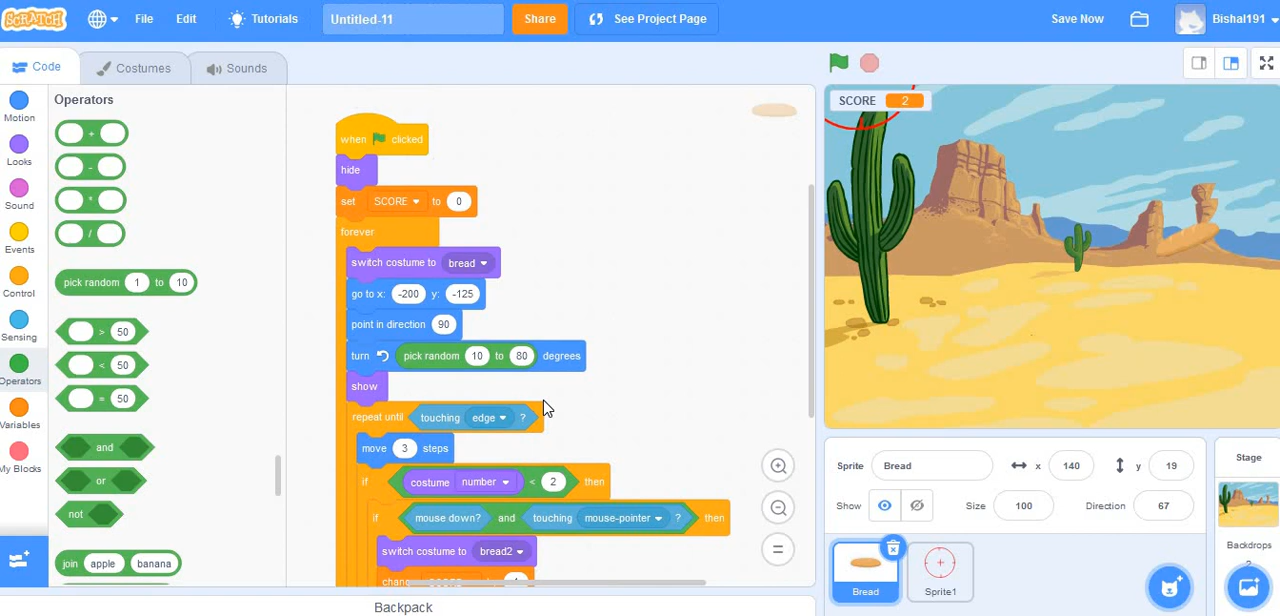 SCRATCH
File
Edit
Tutorials
Untitled-11
Share
See Project Page
Save Now
Bishal191
Code
Costumes
Sounds
Motion
Looks
Sound
Events
Control
Sensing
Operators
Variables
My Blocks
Operators
+
-
*
/
pick random 1 to 10
> 50
< 50
= 50
and
or
not
join apple banana
when clicked
hide
set SCORE to 0
forever
switch costume to bread
go to x: -200 y: -125
point in direction 90
turn pick random 10 to 80 degrees
show
repeat until touching edge ?
move 3 steps
if costume number < 2 then
if mouse down? and touching mouse-pointer ? then
switch costume to bread2
=
Backpack
SCORE 2
Sprite Bread x 140 y 19
Show Size 100 Direction 67
Bread
Sprite1
Stage
Backdrops